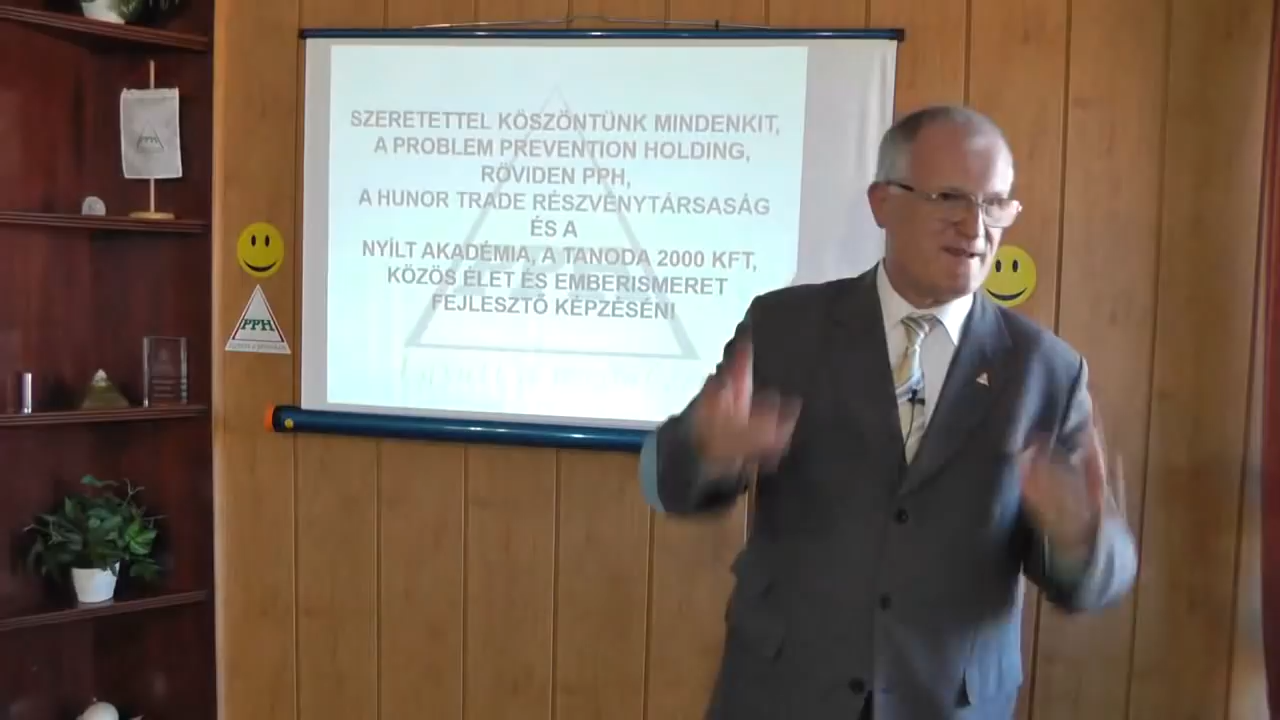 SZERETETTEL KÖSZÖNTÜNK MINDENKIT,
A PROBLEM PREVENTION HOLDING,
RÖVIDEN PPH,
A HUNOR TRADE RÉSZVÉNYTÁRSASÁG
ÉS A
NYÍLT AKADÉMIA, A TANODA 2000 KFT,
KÖZÖS ÉLET ÉS EMBERISMERET
FEJLESZTŐ KÉPZÉSÉN!
PPH
PPH